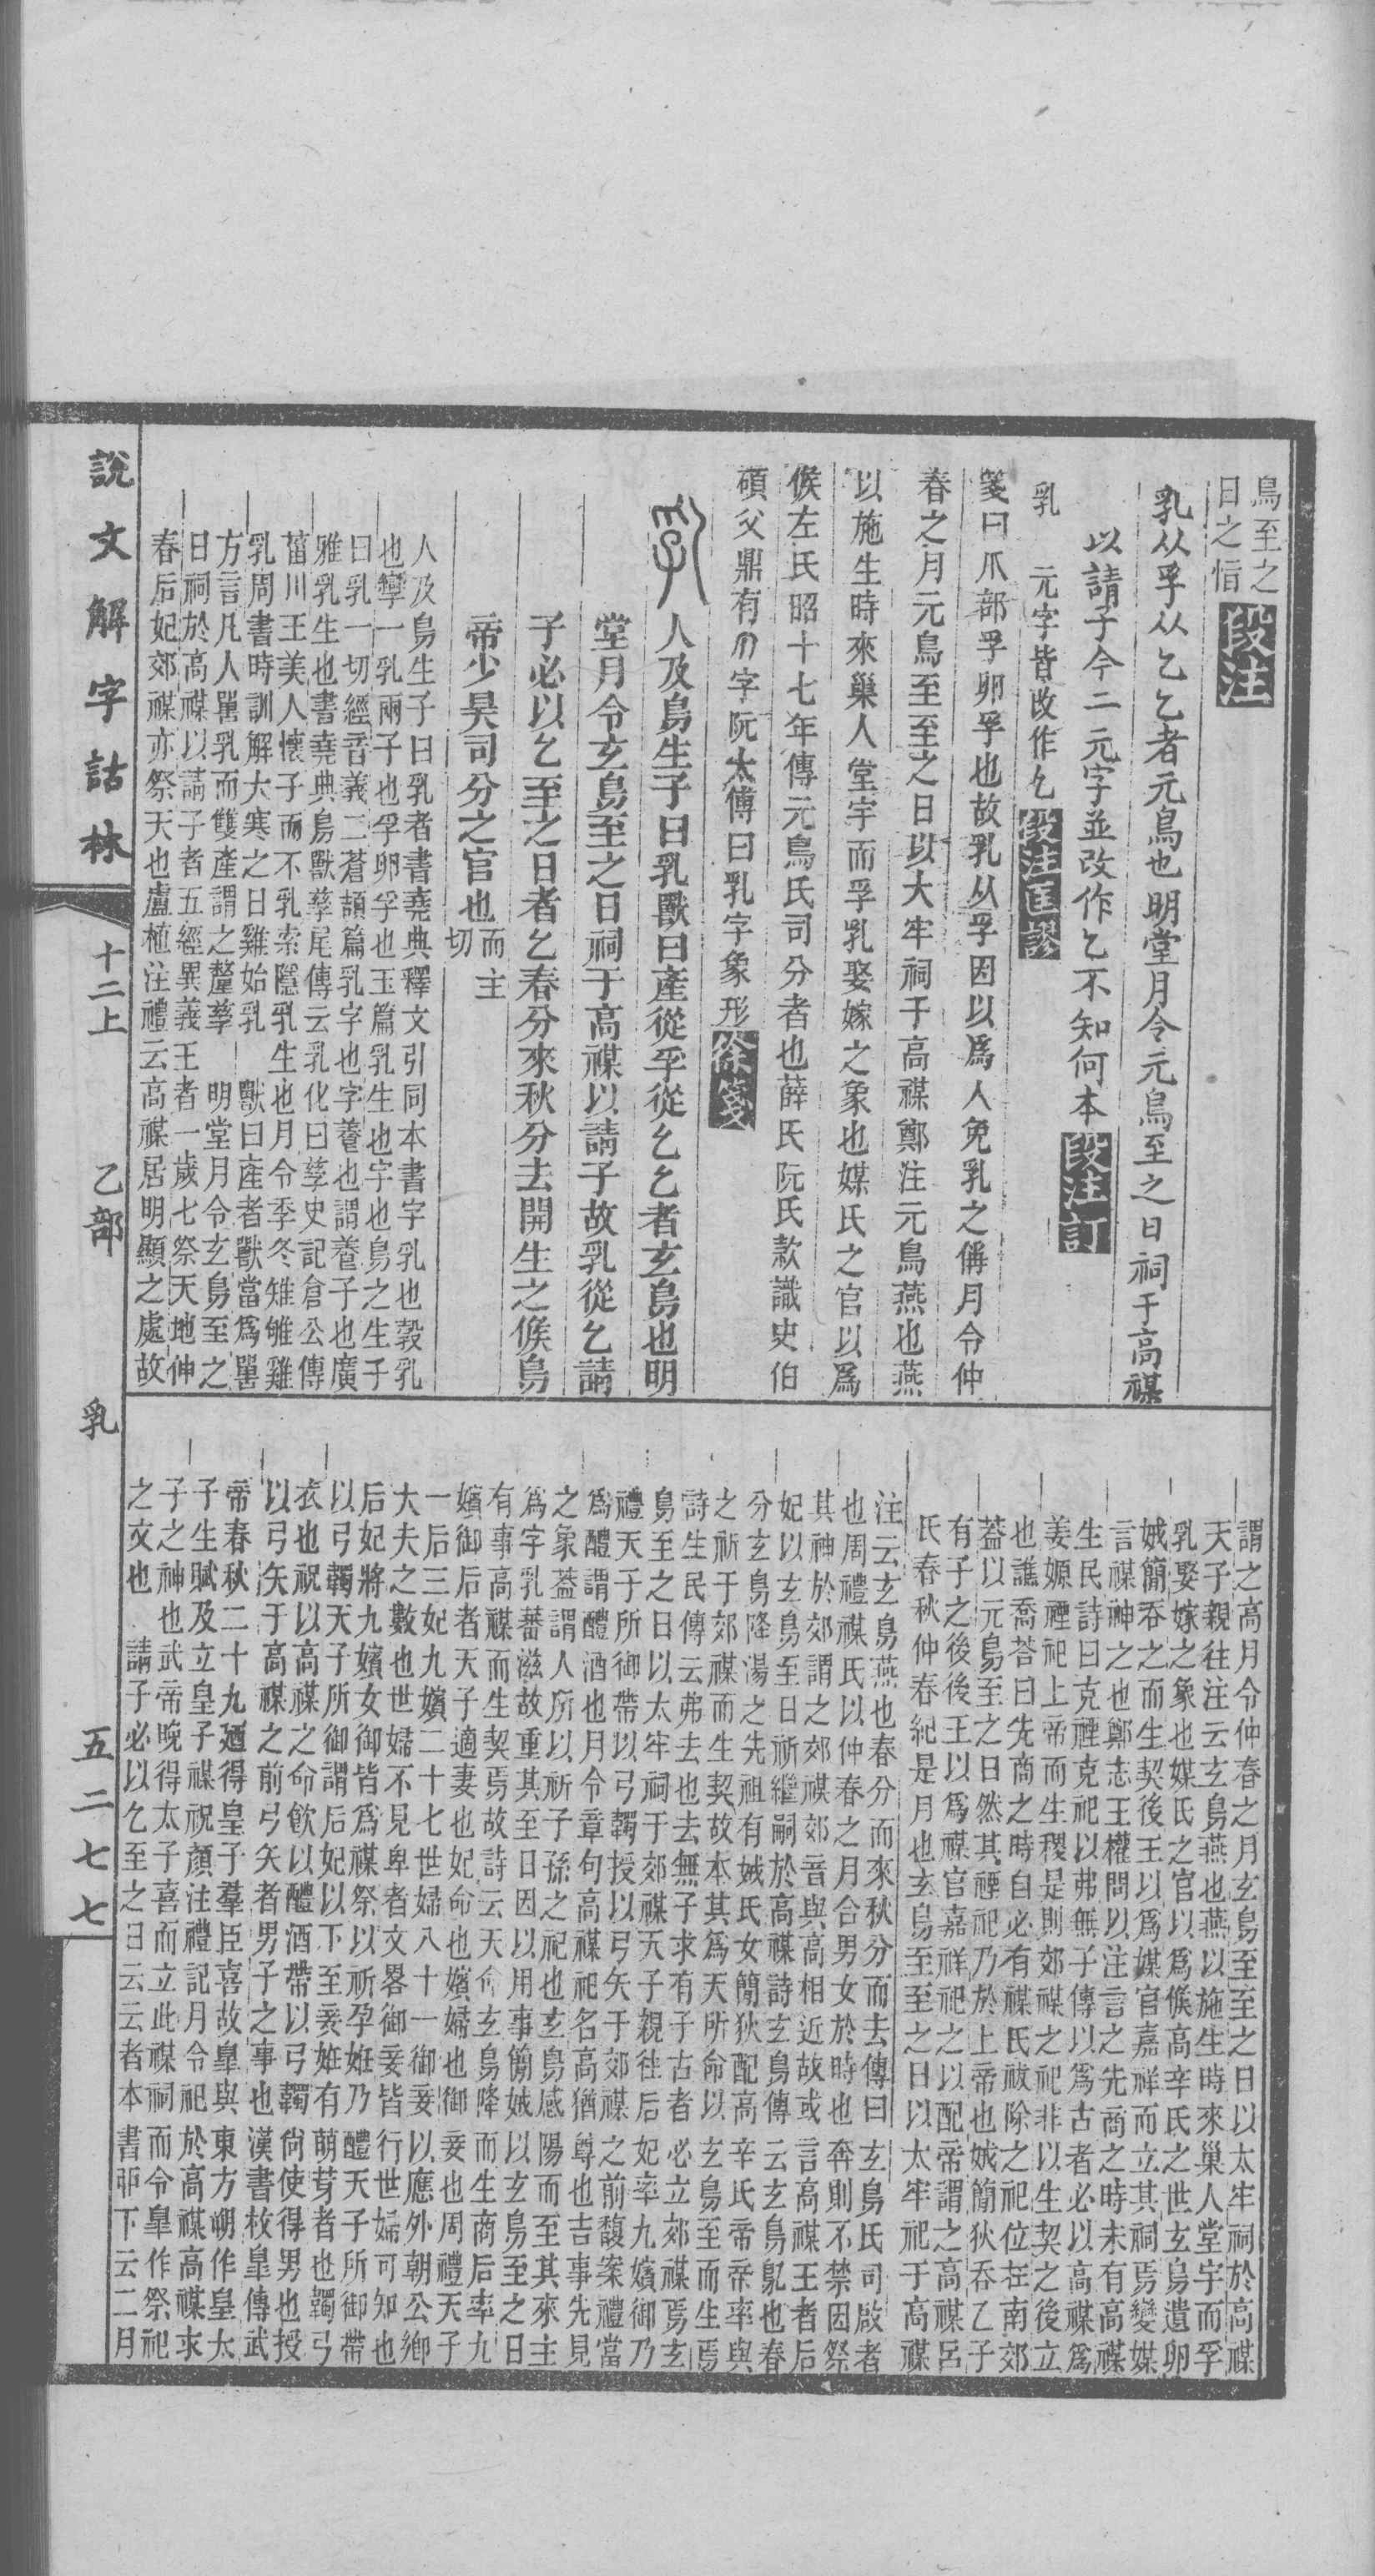 鳥至之
日之恉
段注
乳从孚从乞乞者元鳥也明堂月令元鳥至之日祠于高禖
以請子今二元字並改作乞不知何本段注訂
乳　元字皆改作乞段注匡謬
箋曰爪部孚卵孚也故乳从孚因以爲人免乳之偁月令仲
春之月元鳥至至之日以大牢祠于高禖鄭注元鳥燕也燕
以施生時來巢人堂宇而孚乳娶嫁之象也媒氏之官以爲
候左氏昭十七年傳元鳥氏司分者也薛氏阮氏款識史伯
碩父鼎有字阮太傅曰乳字象形徐箋
人及鳥生子曰乳獸曰產從孚從乞乞者玄鳥也明
堂月令玄鳥至之日祠于高禖以請子故乳從乞請
子必以乞至之日者乞春分來秋分去開生之候鳥
帝少昊司分之官也而主
切
人及鳥生子曰乳者書堯典釋文引同本書字乳也㝅乳
也孿一乳兩子也孚卵孚也玉篇乳生也字也鳥之生子
曰乳一切經音義二蒼頡篇乳字也字養也謂養子也廣
雅乳生也書堯典鳥獸孳尾傳云乳化曰孳史記倉公傳
菑川王美人懷子而不乳索隱乳生也月令季冬雉雊雞
乳周書時訓解大寒之日雞始乳　獸曰產者獸當爲嘼
方言凡人嘼乳而雙產謂之釐孳　明堂月令玄鳥至之
日祠於高禖以請子者五經異義王者一歲七祭天地仲
春后妃郊禖亦祭天也盧植注禮云高禖居明顯之處故
謂之高月令仲春之月玄鳥至至之日以太牢祠於高禖
天子親往注云玄鳥燕也燕以施生時來巢人堂宇而孚
乳娶嫁之象也媒氏之官以爲候高辛氏之世玄鳥遺卵
娀簡吞之而生契後王以爲媒官嘉祥而立其祠焉變媒
言禖神之也鄭志王權問以注言之先商之時未有高禖
生民詩曰克禋克祀以弗無子傳以爲古者必以高禖爲
姜嫄禋祀上帝而生稷是則郊禖之祀非以生契之後立
也譙喬荅曰先商之時自必有禖氏祓除之祀位在南郊
葢以元鳥至之日然其禋祀乃於上帝也娀簡狄吞乙子
有子之後後王以爲禖官嘉祥祀之以配帝謂之高禖呂
氏春秋仲春紀是月也玄鳥至至之日以太牢祀于高禖
注云玄鳥燕也春分而來秋分而去傳曰玄鳥氏司啟者
也周禮禖氏以仲春之月合男女於時也奔則不禁因祭
其神於郊謂之郊禖郊音與高相近故或言高禖王者后
妃以玄鳥至日祈繼嗣於高禖詩玄鳥傳云玄鳥鳦也春
分玄鳥降湯之先祖有娀氏女簡狄配高辛氏帝帝率與
之祈于郊禖而生契故本其爲天所命以玄鳥至而生焉
詩生民傳云弗去也去無子求有子古者必立郊禖焉玄
鳥至之日以太牢祠于郊禖天子親往后妃率九嬪御乃
禮天子所御帶以弓韣授以弓矢于郊禖之前馥案禮當
爲醴謂醴酒也月令章句高禖祀名高猶尊也吉事先見
之象葢謂人所以祈子孫之祀也玄鳥感陽而至其來主
爲字乳蕃滋故重其至日因以用事簡娀以玄鳥至之日
有事高禖而生契焉故詩云天命玄鳥降而生商后率九
嬪御后者天子適妻也妃命也嬪婦也御妾也周禮天子
一后三妃九嬪二十七世婦八十一御妾以應外朝公卿
大夫之數也世婦不見卑者文畧御妾皆行世婦可知也
后妃將九嬪女御皆爲禖祭以祈孕姙乃醴天子所御帶
以弓韣天子所御謂后妃以下至妾姙有萌芽者也韣弓
衣也祝以高禖之命飲以醴酒帶以弓韣尙使得男也授
以弓矢于高禖之前弓矢者男子之事也漢書枚皐傳武
帝春秋二十九廼得皇子羣臣喜故皐與東方朔作皇太
子生賦及立皇子禖祝顏注禮記月令祀於高禖高禖求
子之神也武帝晚得太子喜而立此禖祠而令皐作祭祀
之文也　請子必以乞至之日云云者本書卯下云二月
說文解字詁林　十二上　乞部　乳　五二七七